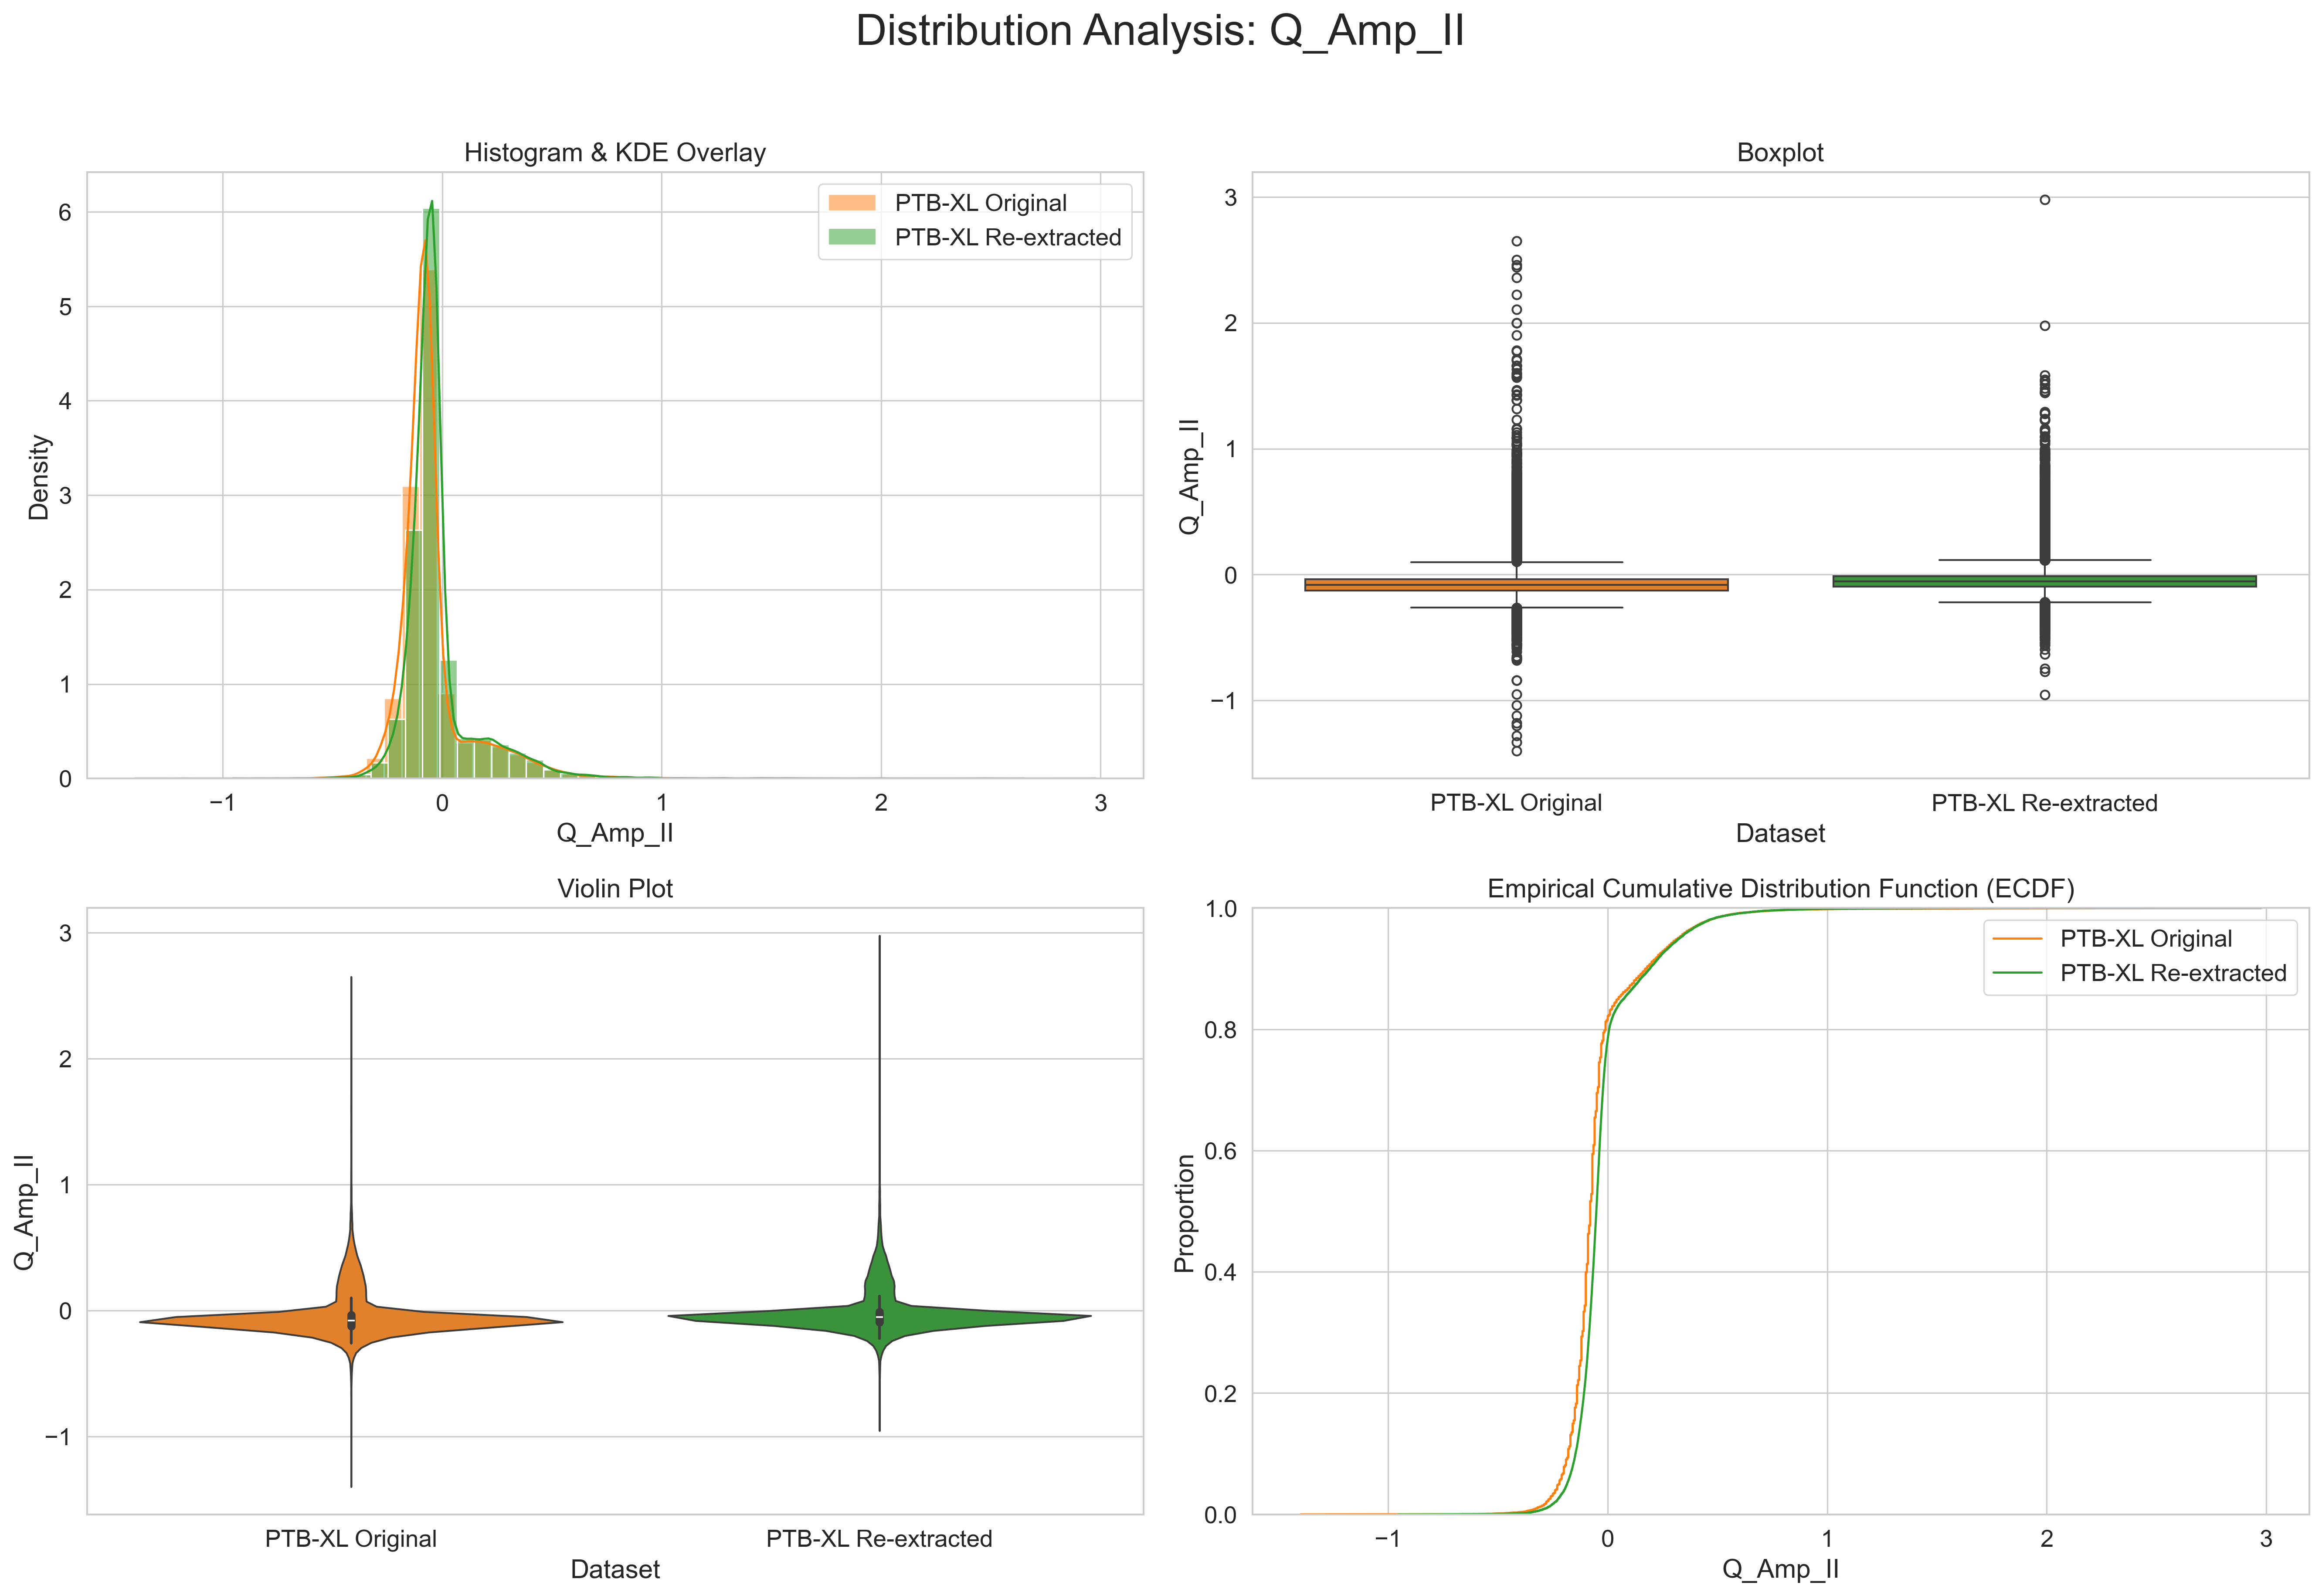 Distribution Analysis: Q_Amp_II
Histogram & KDE Overlay
PTB-XL Original
PTB-XL Re-extracted
6
5
4
3
2
1
0
Density
−1
0
1
2
3
Q_Amp_II
Boxplot
3
2
1
0
−1
Q_Amp_II
PTB-XL Original
PTB-XL Re-extracted
Dataset
Violin Plot
3
2
1
0
−1
Q_Amp_II
PTB-XL Original
PTB-XL Re-extracted
Dataset
Empirical Cumulative Distribution Function (ECDF)
PTB-XL Original
PTB-XL Re-extracted
1.0
0.8
0.6
0.4
0.2
0.0
Proportion
−1
0
1
2
3
Q_Amp_II